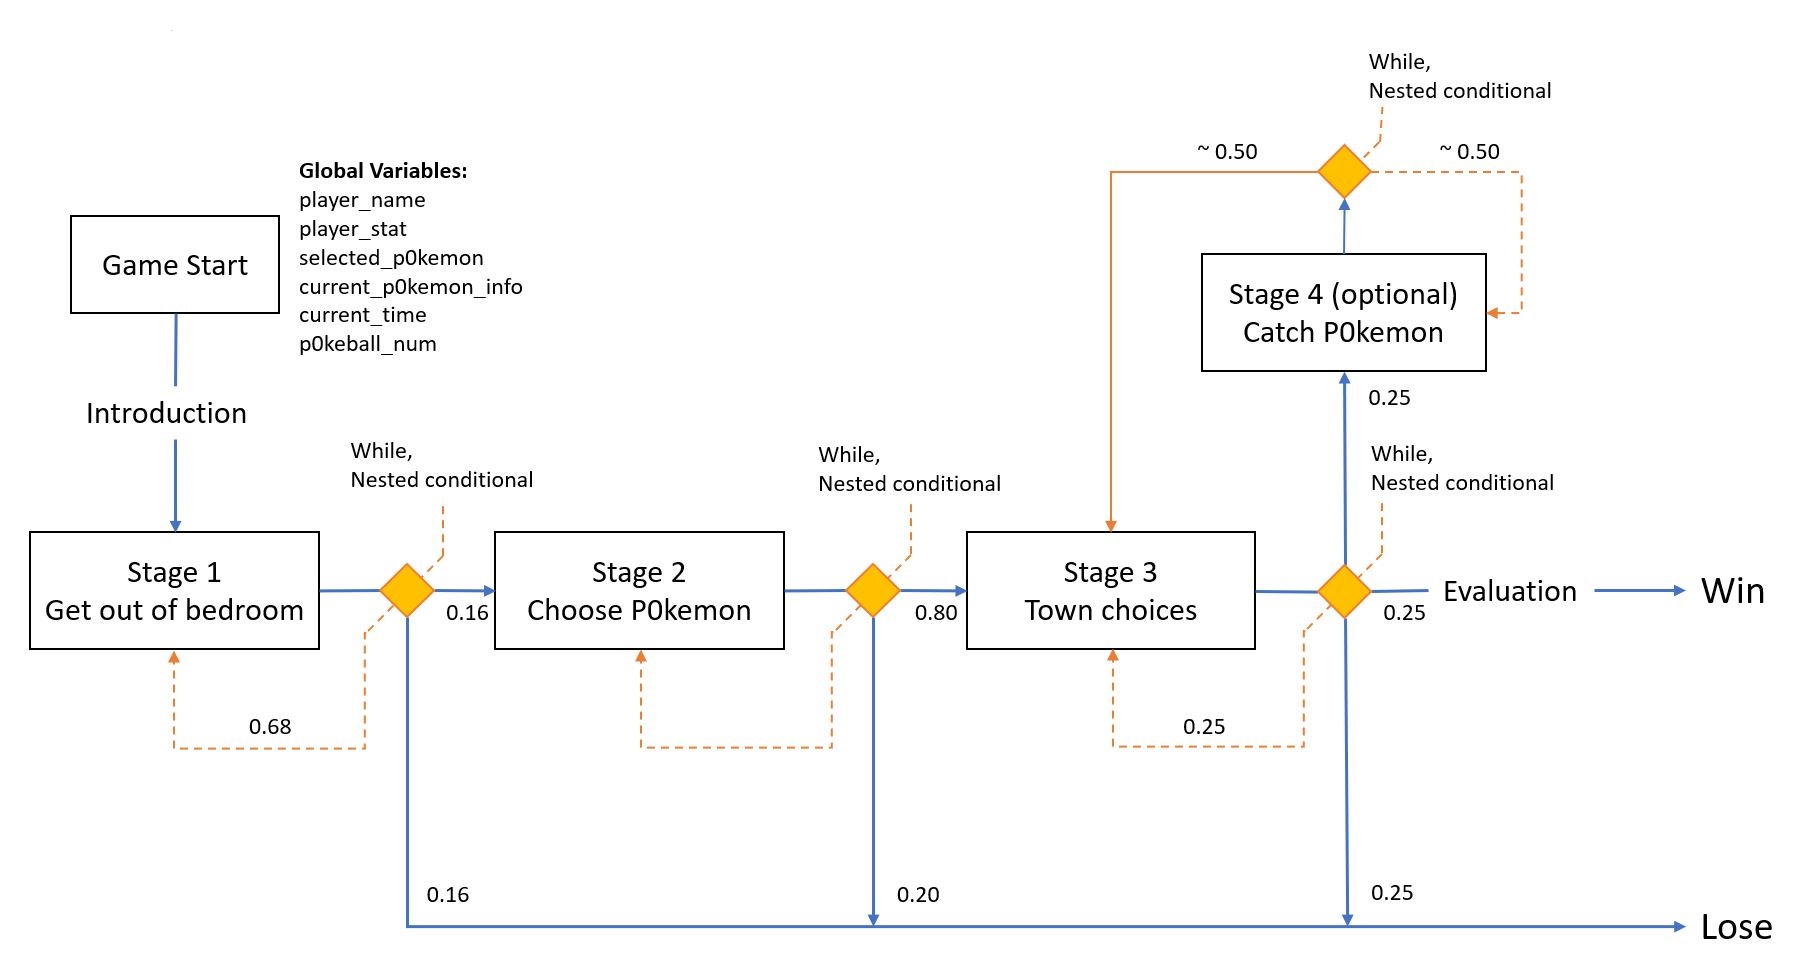 While,
Nested conditional
~ 0.50
~ 0.50
Global Variables:
player_name
player_stat
selected_p0kemon
current_p0kemon_info
current_time
p0keball_num
Game Start
Stage 4 (optional)
Catch P0kemon
0.25
Introduction
While,
Nested conditional
While,
Nested conditional
While,
Nested conditional
Stage 1
Get out of bedroom
0.16
Stage 2
Choose P0kemon
0.80
Stage 3
Town choices
0.25
Evaluation
Win
0.68
0.25
0.16
0.20
0.25
Lose